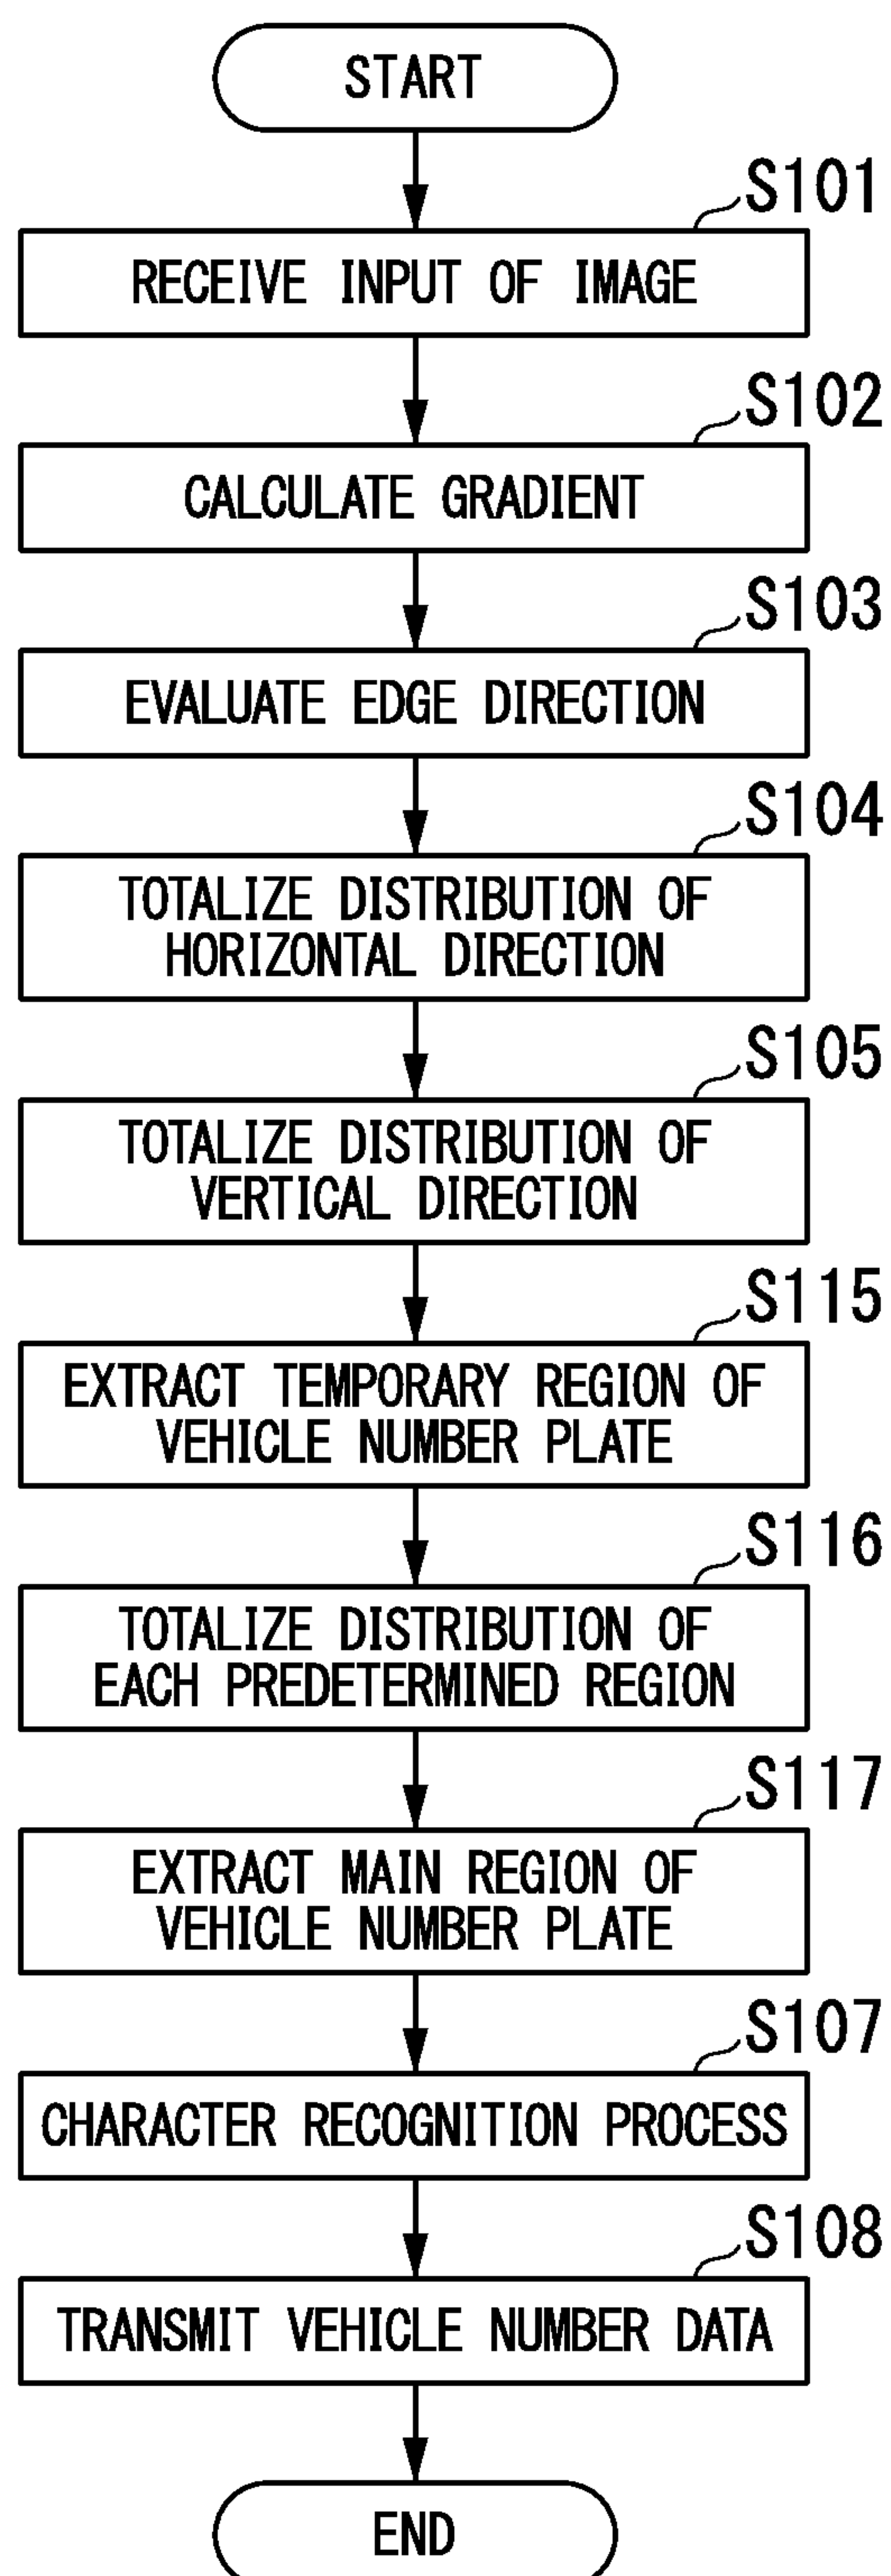 START
S101
RECEIVE INPUT OF IMAGE
S102
CALCULATE GRADIENT
S103
EVALUATE EDGE DIRECTION
S104
TOTALIZE DISTRIBUTION OF
HORIZONTAL DIRECTION
S105
TOTALIZE DISTRIBUTION OF
VERTICAL DIRECTION
S115
EXTRACT TEMPORARY REGION OF
VEHICLE NUMBER PLATE
S116
TOTALIZE DISTRIBUTION OF
EACH PREDETERMINED REGION
S117
EXTRACT MAIN REGION OF
VEHICLE NUMBER PLATE
S107
CHARACTER RECOGNITION PROCESS
S108
TRANSMIT VEHICLE NUMBER DATA
END